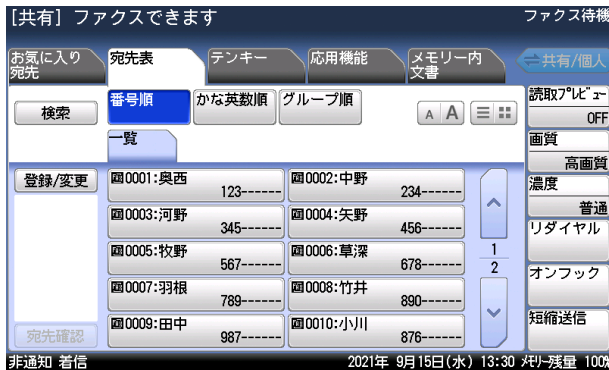 [共有] ファクスできます
ファクス待機
お気に入り
宛先
宛先表
テンキー
応用機能
メモリー内
文書
共有/個人
検索
番号順
かな英数順
グループ順
A A
一覧
登録/変更
0001:奥西
123------
0002:中野
234------
0003:河野
345------
0004:矢野
456------
0005:牧野
567------
0006:草深
678------
0007:羽根
789------
0008:竹井
890------
0009:田中
987------
0010:小川
876------
1
2
宛先確認
読取プレビュー
OFF
画質
高画質
濃度
普通
リダイヤル
オンフック
短縮送信
非通知 着信
2021年 9月15日(水) 13:30 メモリー残量 100%